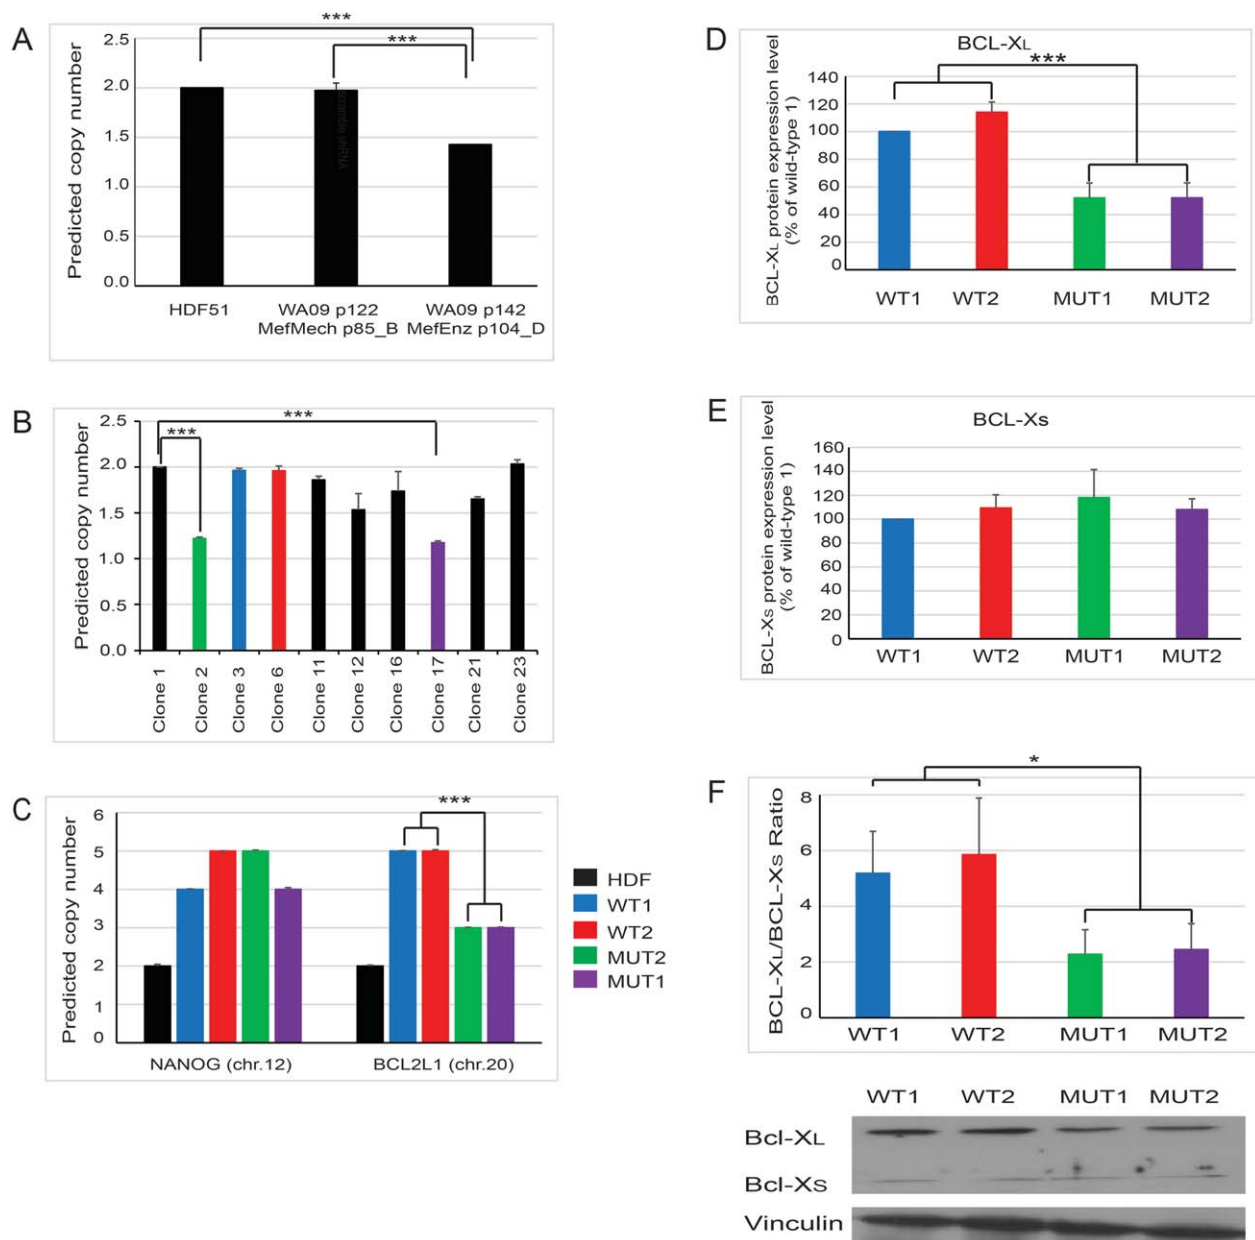 A
***
***
Predicted copy number
2.5
2.0
1.5
1.0
0.5
0.0
scramble shRNA
HDF51
WA09 p122
MefMech p85_B
WA09 p142
MefEnz p104_D
B
***
***
Predicted copy number
2.5
2.0
1.5
1.0
0.5
0.0
Clone 1
Clone 2
Clone 3
Clone 6
Clone 11
Clone 12
Clone 16
Clone 17
Clone 21
Clone 23
C
***
Predicted copy number
6
5
4
3
2
1
0
NANOG (chr.12)
BCL2L1 (chr.20)
HDF
WT1
WT2
MUT2
MUT1
D
BCL-XL
***
BCL-XL protein expression level
(% of wild-type 1)
140
120
100
80
60
40
20
0
WT1
WT2
MUT1
MUT2
E
BCL-Xs
BCL-Xs protein expression level
(% of wild-type 1)
160
140
120
100
80
60
40
120
0
WT1
WT2
MUT1
MUT2
F
*
BCL-XL/BCL-Xs Ratio
8
6
4
2
0
WT1
WT2
MUT1
MUT2
WT1
WT2
MUT1
MUT2
Bcl-XL
Bcl-Xs
Vinculin